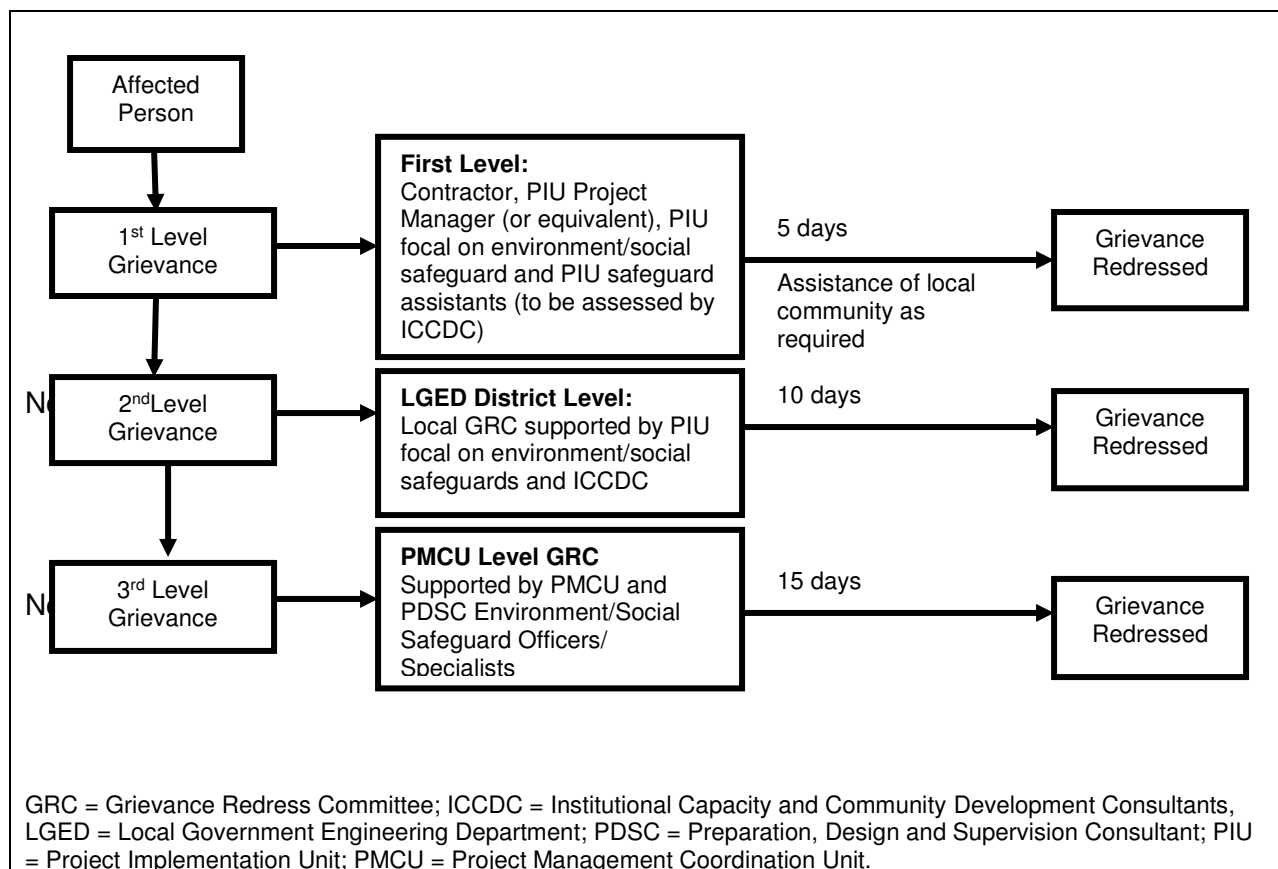 Affected
Person
1st Level
Grievance
First Level:
Contractor, PIU Project
Manager (or equivalent), PIU
focal on environment/social
safeguard and PIU safeguard
assistants (to be assessed by
ICCDC)
5 days
Assistance of local
community as
required
Grievance
Redressed
2ndLevel
Grievance
LGED District Level:
Local GRC supported by PIU
focal on environment/social
safeguards and ICCDC
10 days
Grievance
Redressed
3rd Level
Grievance
PMCU Level GRC
Supported by PMCU and
PDSC Environment/Social
Safeguard Officers/
Specialists
15 days
Grievance
Redressed
GRC = Grievance Redress Committee; ICCDC = Institutional Capacity and Community Development Consultants,
LGED = Local Government Engineering Department; PDSC = Preparation, Design and Supervision Consultant; PIU
= Project Implementation Unit; PMCU = Project Management Coordination Unit.